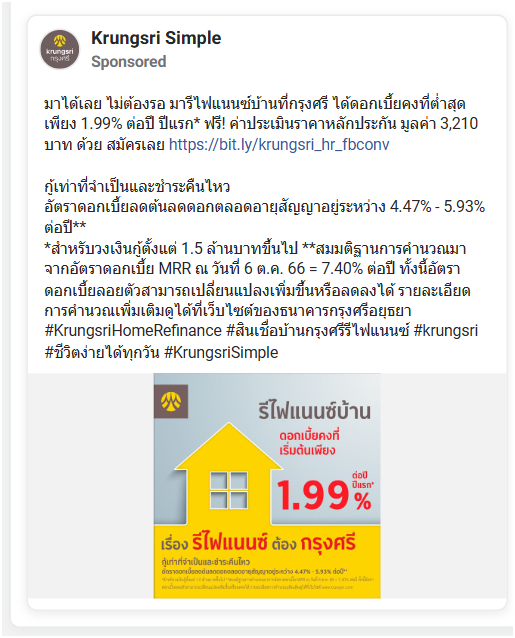 Krungsri Simple
Sponsored
krungsri
กรุงศรี
มาได้เลย ไม่ต้องรอ มารีไฟแนนซ์บ้านที่กรุงศรี ได้ดอกเบี้ยคงที่ต่ำสุด
เพียง 1.99% ต่อปี ปีแรก* ฟรี! ค่าประเมินราคาหลักประกัน มูลค่า 3,210
บาท ด้วย สมัครเลย https://bit.ly/krungsri_hr_fbconv
กู้เท่าที่จำเป็นและชำระคืนไหว
อัตราดอกเบี้ยลดต้นลดดอกตลอดอายุสัญญาอยู่ระหว่าง 4.47% - 5.93%
ต่อปี**
*สำหรับวงเงินกู้ตั้งแต่ 1.5 ล้านบาทขึ้นไป **สมมติฐานการคำนวณมา
จากอัตราดอกเบี้ย MRR ณ วันที่ 6 ต.ค. 66 = 7.40% ต่อปี ทั้งนี้อัตรา
ดอกเบี้ยลอยตัวสามารถเปลี่ยนแปลงเพิ่มขึ้นหรือลดลงได้ รายละเอียด
การคำนวณเพิ่มเติมดูได้ที่เว็บไซต์ของธนาคารกรุงศรีอยุธยา
#KrungsriHomeRefinance #สินเชื่อบ้านกรุงศรีรีไฟแนนซ์ #krungsri
#ชีวิตง่ายได้ทุกวัน #KrungsriSimple
รีไฟแนนซ์บ้าน
ดอกเบี้ยคงที่
เริ่มต้นเพียง
1.99%
ต่อปี
ปีแรก*
เรื่อง รีไฟแนนซ์ ต้อง กรุงศรี
กู้เท่าที่จำเป็นและชำระคืนไหว
อัตราดอกเบี้ยลดต้นลดดอกตลอดอายุสัญญาอยู่ระหว่าง 4.47% - 5.93% ต่อปี**